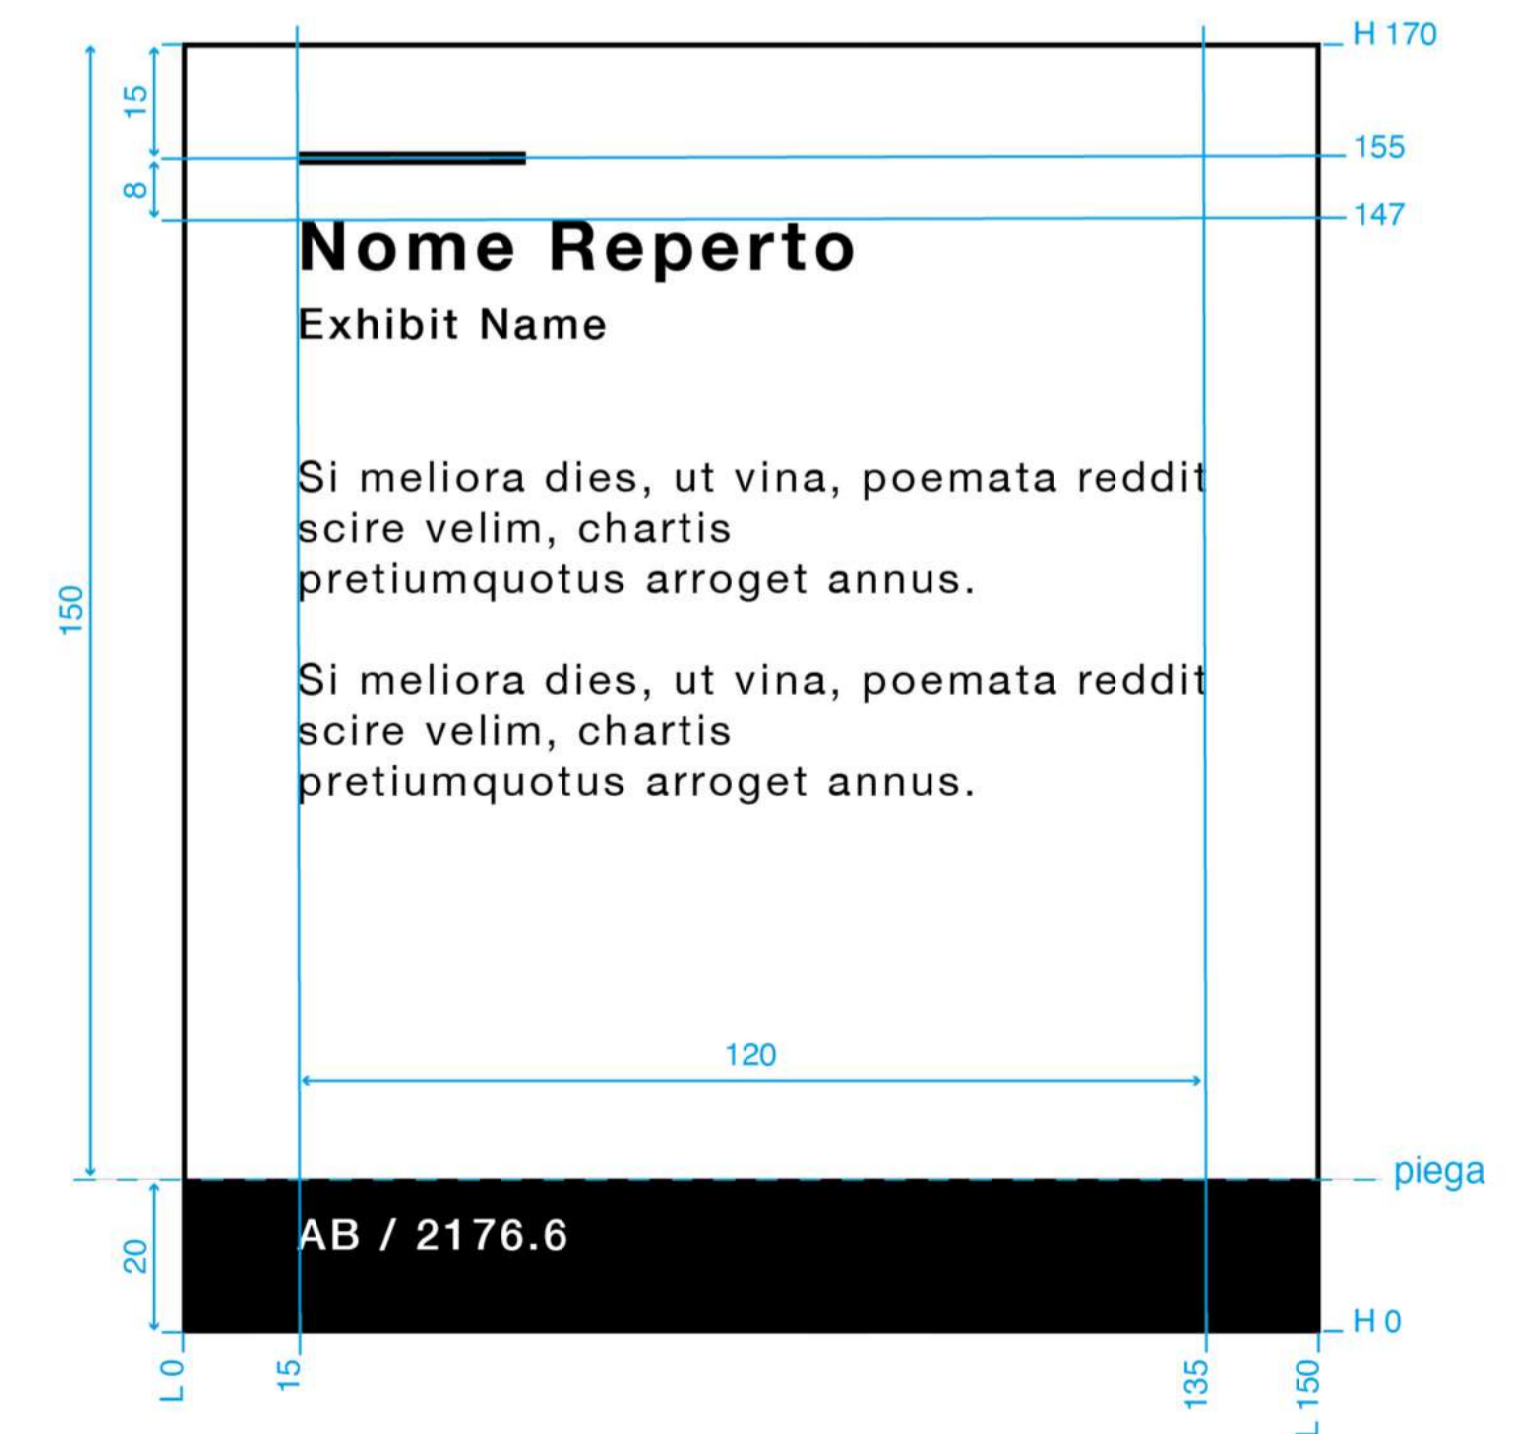 H 170
15
155
8
147
Nome Reperto
Exhibit Name
Si meliora dies, ut vina, poemata reddit
scire velim, chartis
pretiumquotus arroget annus.
150
Si meliora dies, ut vina, poemata reddit
scire velim, chartis
pretiumquotus arroget annus.
120
piega
AB / 2176.6
20
H 0
L 0
15
135
L 150